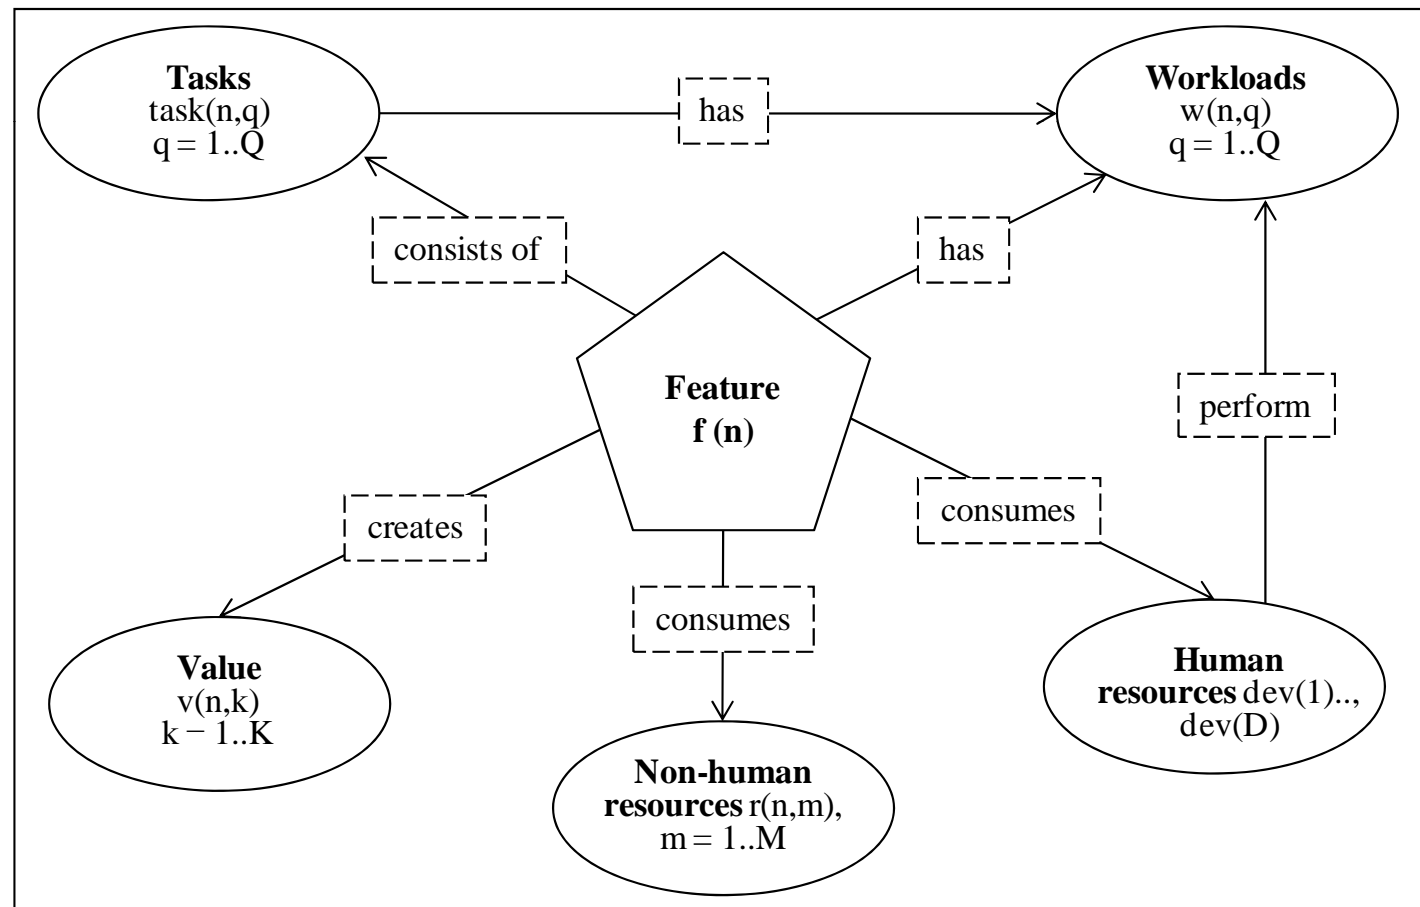 Tasks
task(n,q)
q = 1..Q
has
Workloads
w(n,q)
q = 1..Q
consists of
has
Feature
f (n)
perform
creates
consumes
consumes
Value
v(n,k)
k − 1..K
Non-human
resources r(n,m),
m = 1..M
Human
resources dev(1)..,
dev(D)